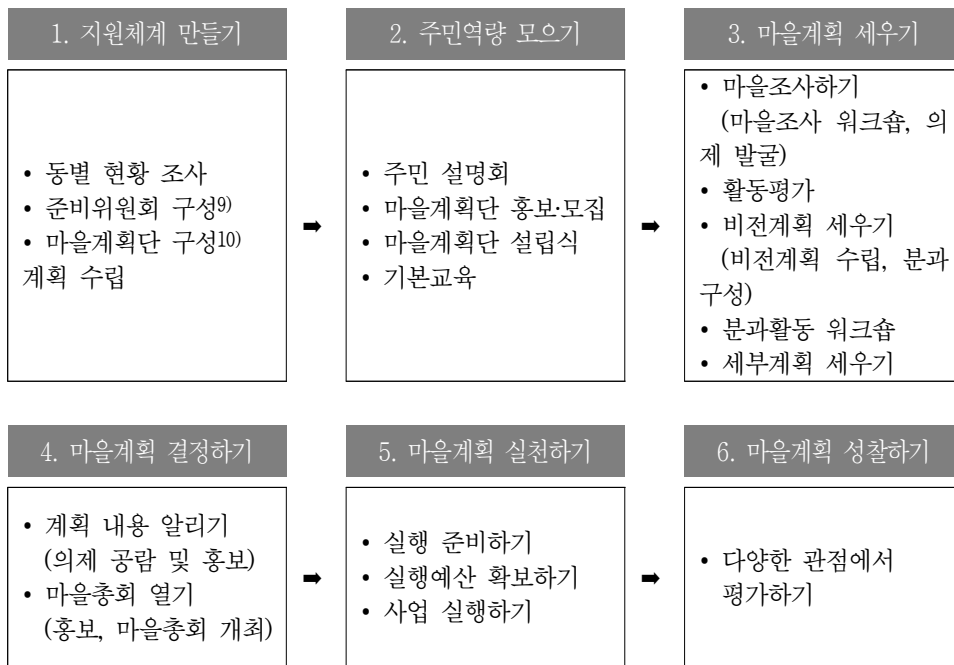 1. 지원체계 만들기
• 동별 현황 조사
• 준비위원회 구성9)
• 마을계획단 구성10)
계획 수립
➡
2. 주민역량 모으기
• 주민 설명회
• 마을계획단 홍보·모집
• 마을계획단 설립식
• 기본교육
➡
3. 마을계획 세우기
• 마을조사하기
(마을조사 워크숍, 의
제 발굴)
• 활동평가
• 비전계획 세우기
(비전계획 수립, 분과
구성)
• 분과활동 워크숍
• 세부계획 세우기
4. 마을계획 결정하기
• 계획 내용 알리기
(의제 공람 및 홍보)
• 마을총회 열기
(홍보, 마을총회 개최)
➡
5. 마을계획 실천하기
• 실행 준비하기
• 실행예산 확보하기
• 사업 실행하기
➡
6. 마을계획 성찰하기
• 다양한 관점에서
평가하기